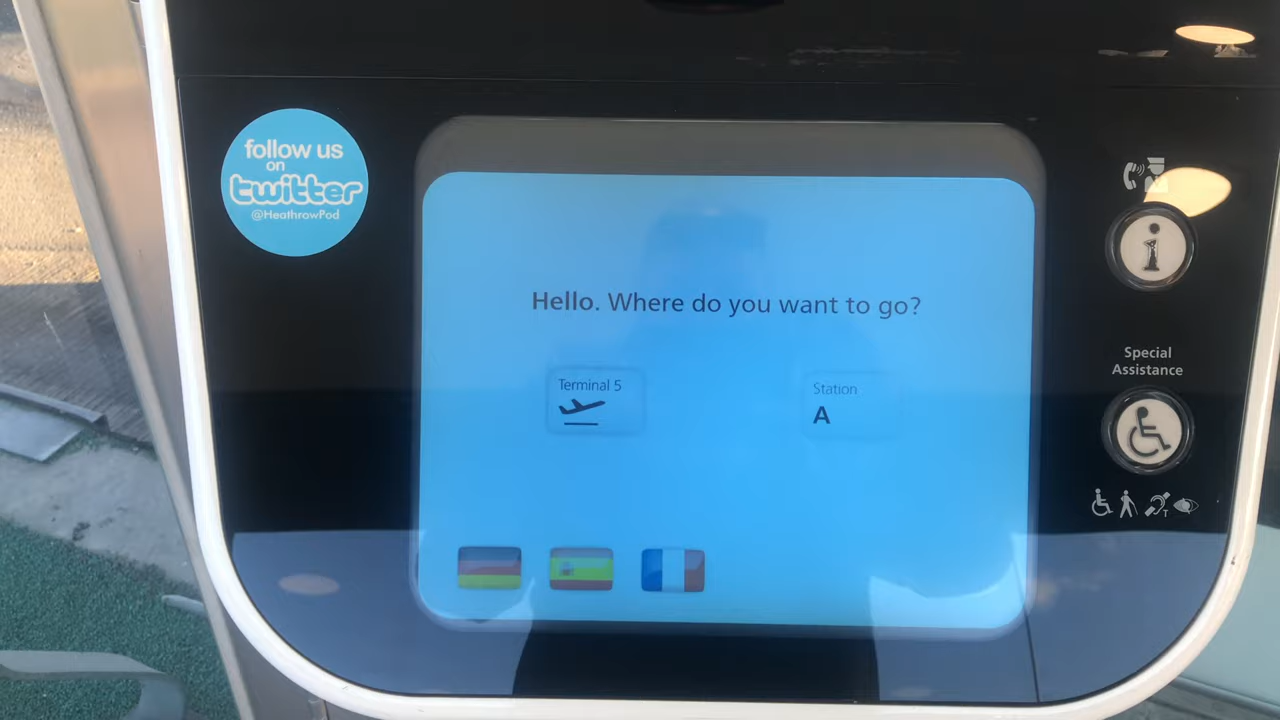 follow us
on
twitter
@HeathrowPod
Hello. Where do you want to go?
Terminal 5
Station
A
i
Special
Assistance
T